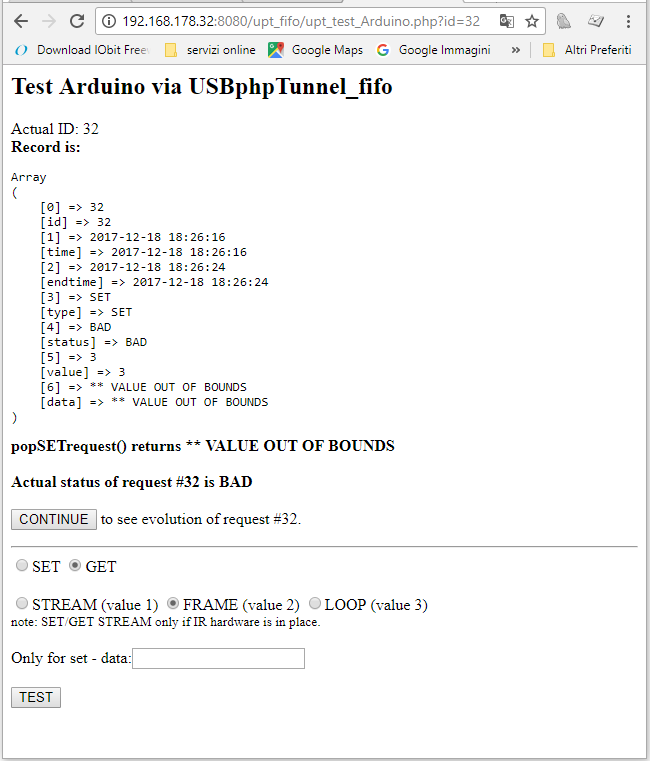 192.168.178.32:8080/upt_fifo/upt_test_Arduino.php?id=32
Download IObit Free servizi online Google Maps Google Immagini » Altri Preferiti
Test Arduino via USBphpTunnel_fifo
Actual ID: 32
Record is:
Array
(
[0] => 32
[id] => 32
[1] => 2017-12-18 18:26:16
[time] => 2017-12-18 18:26:16
[2] => 2017-12-18 18:26:24
[endtime] => 2017-12-18 18:26:24
[3] => SET
[type] => SET
[4] => BAD
[status] => BAD
[5] => 3
[value] => 3
[6] => ** VALUE OUT OF BOUNDS
[data] => ** VALUE OUT OF BOUNDS
)
popSETrequest() returns ** VALUE OUT OF BOUNDS
Actual status of request #32 is BAD
CONTINUE to see evolution of request #32.
SET GET
STREAM (value 1) FRAME (value 2) LOOP (value 3)
note: SET/GET STREAM only if IR hardware is in place.
Only for set - data:
TEST